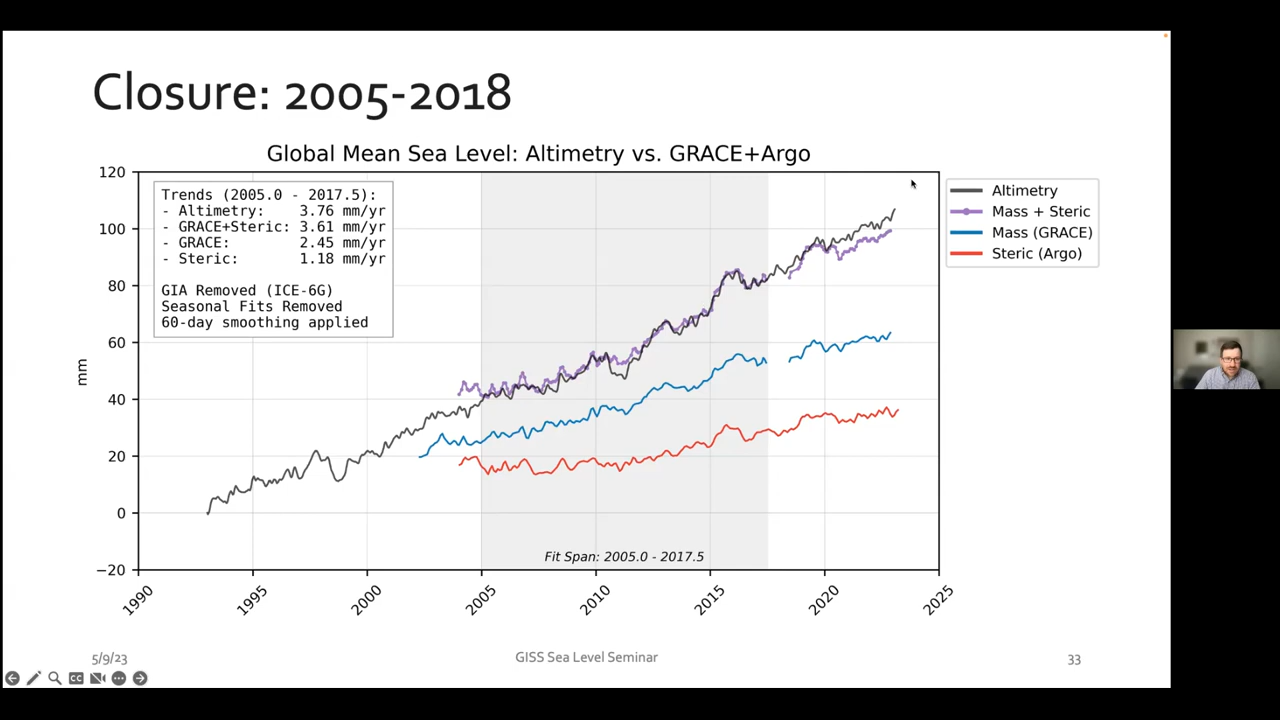 Closure: 2005-2018
Global Mean Sea Level: Altimetry vs. GRACE+Argo
120
100
80
60
40
20
0
−20
mm
Trends (2005.0 - 2017.5):
- Altimetry: 3.76 mm/yr
- GRACE+Steric: 3.61 mm/yr
- GRACE: 2.45 mm/yr
- Steric: 1.18 mm/yr
GIA Removed (ICE-6G)
Seasonal Fits Removed
60-day smoothing applied
Altimetry
Mass + Steric
Mass (GRACE)
Steric (Argo)
Fit Span: 2005.0 - 2017.5
1990
1995
2000
2005
2010
2015
2020
2025
5/9/23
GISS Sea Level Seminar
33
CC